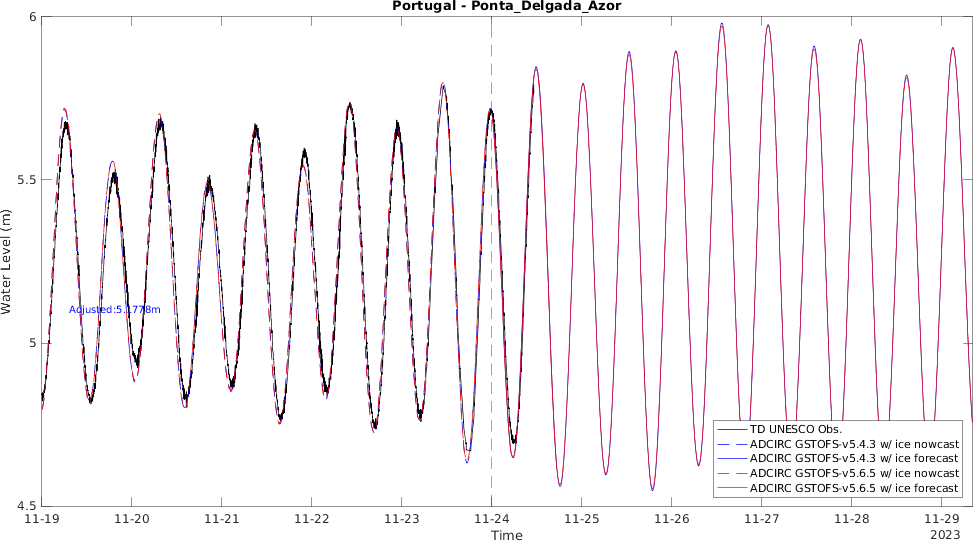 Portugal - Ponta_Delgada_Azor
6
5.5
5
4.5
Water Level (m)
Adjusted:5.1778m
TD UNESCO Obs.
ADCIRC GSTOFS-v5.4.3 w/ ice nowcast
ADCIRC GSTOFS-v5.4.3 w/ ice forecast
ADCIRC GSTOFS-v5.6.5 w/ ice nowcast
ADCIRC GSTOFS-v5.6.5 w/ ice forecast
11-19 11-20 11-21 11-22 11-23 11-24 11-25 11-26 11-27 11-28 11-29
Time
2023